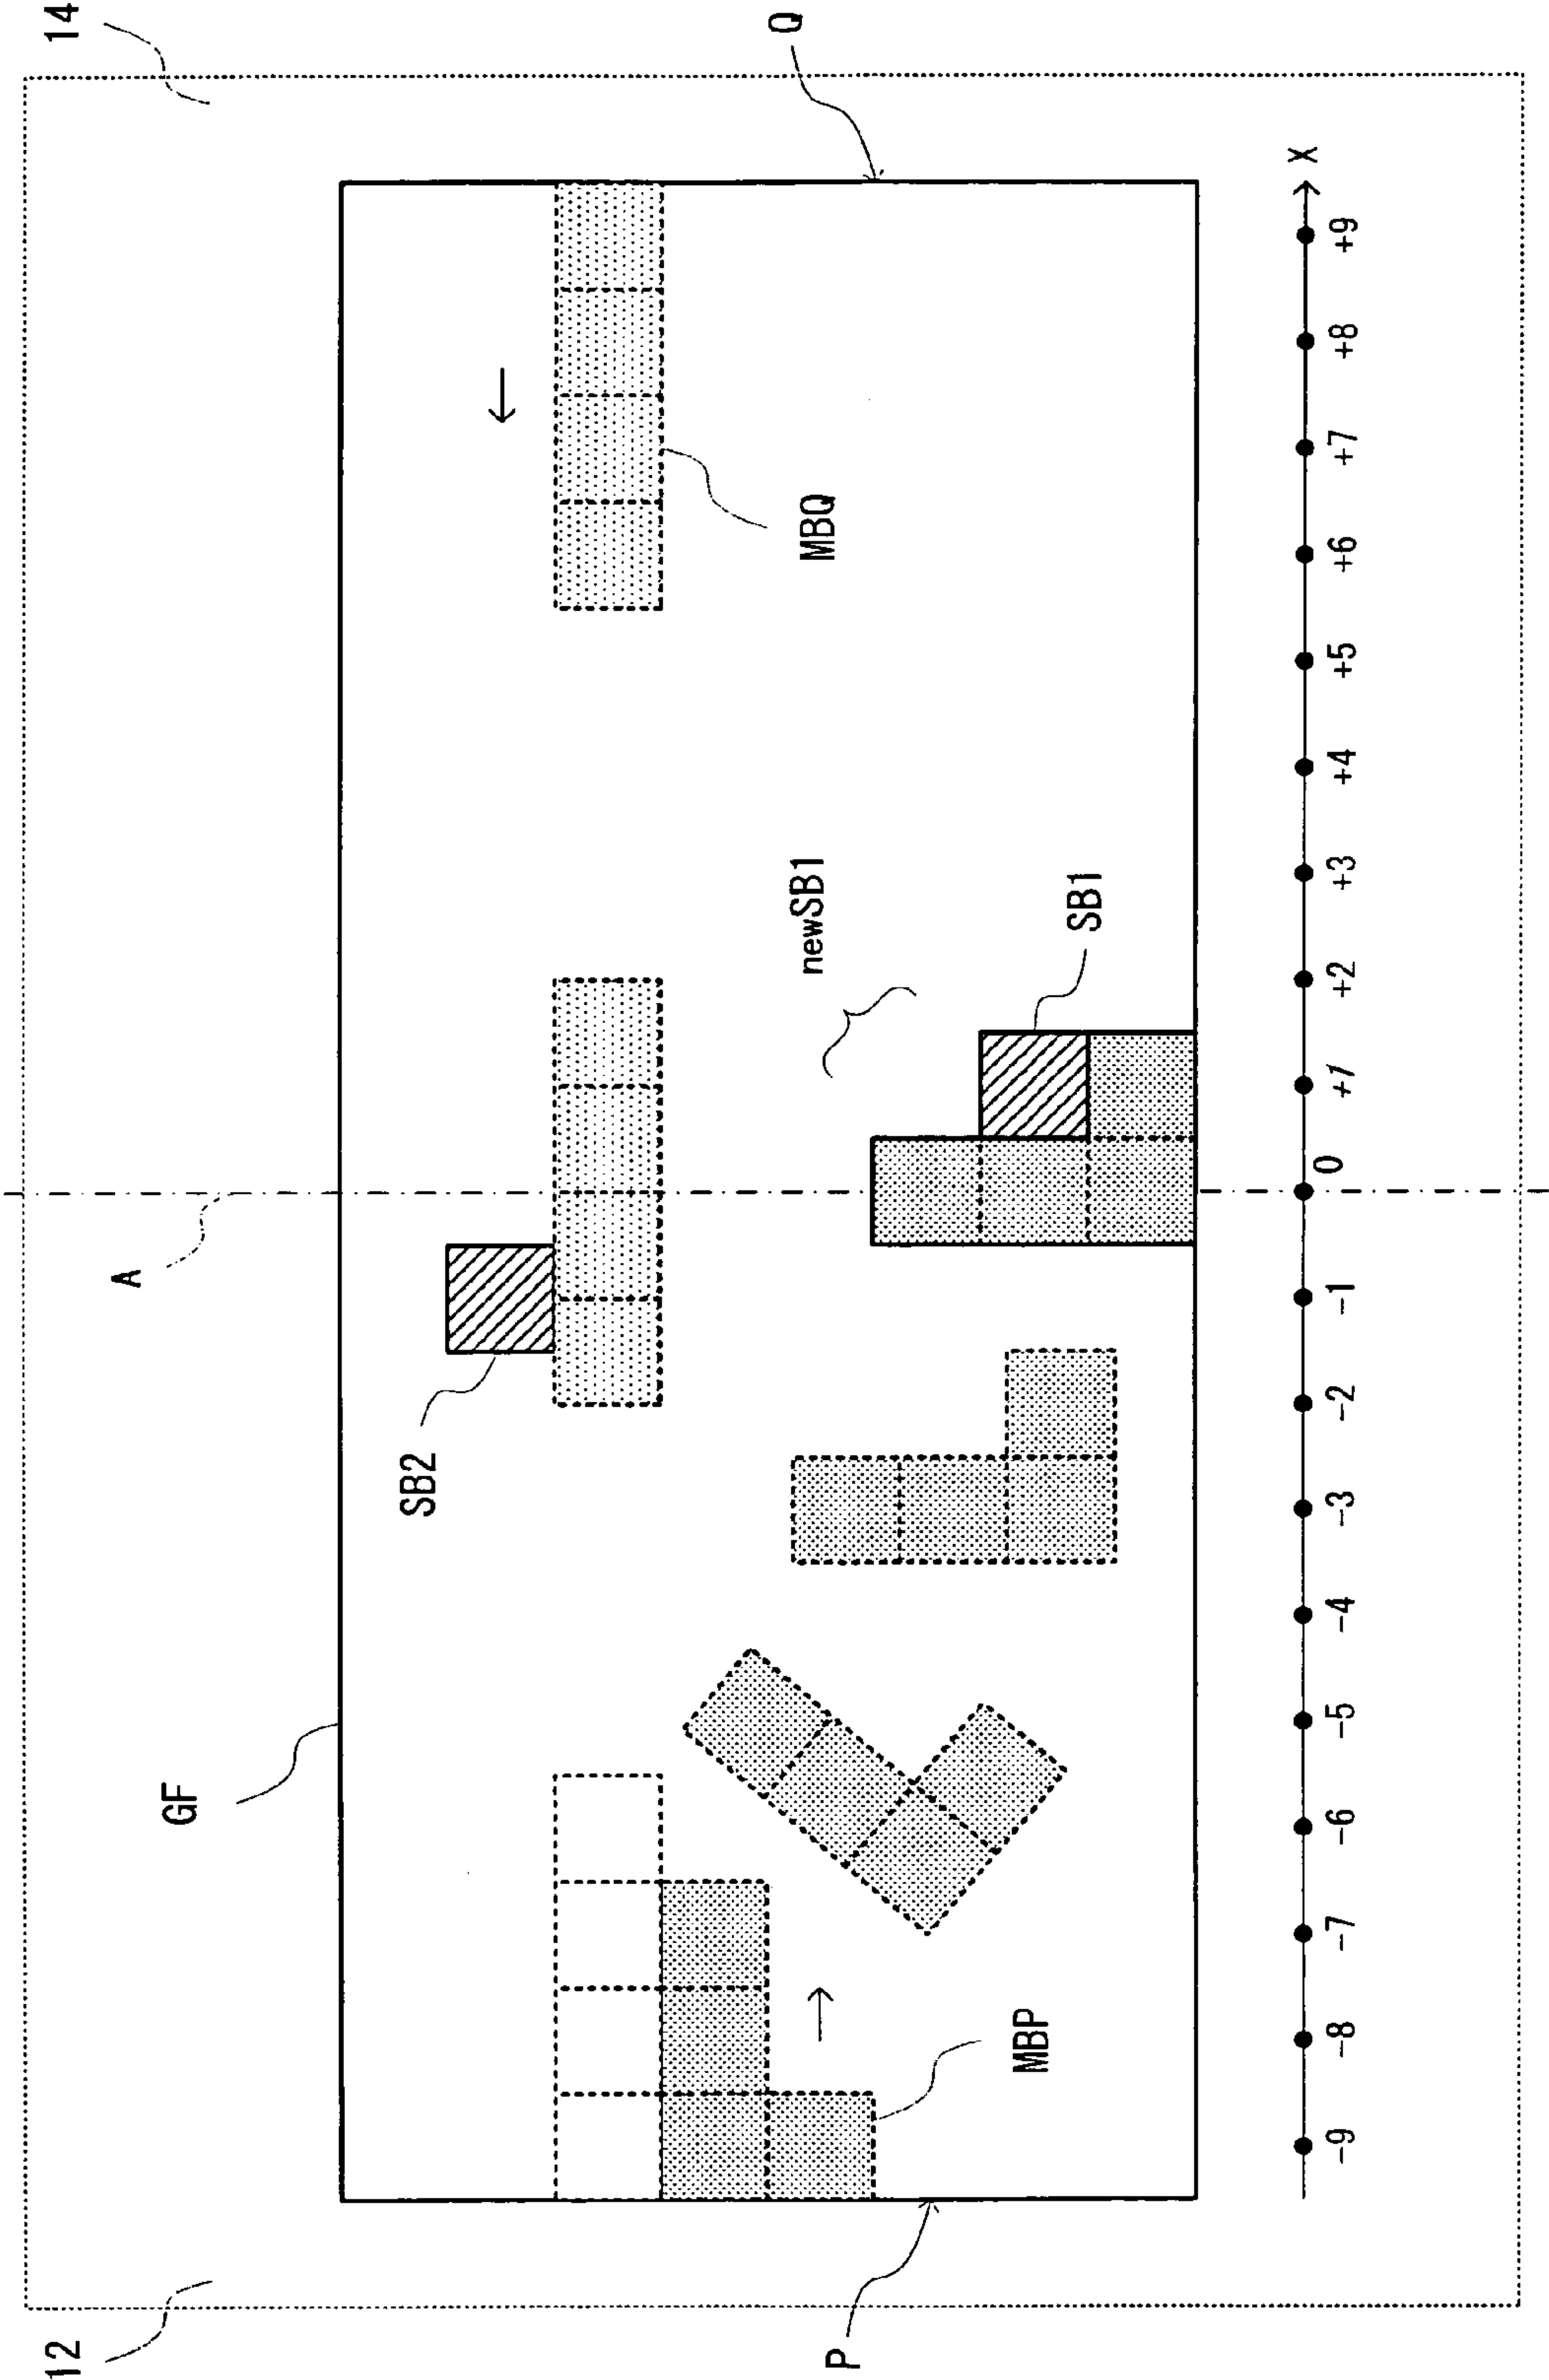 12
14
A
GF
SB2
newSB1
SB1
MBQ
MBP
P
Q
-9 -8 -7 -6 -5 -4 -3 -2 -1 0 +1 +2 +3 +4 +5 +6 +7 +8 +9 X